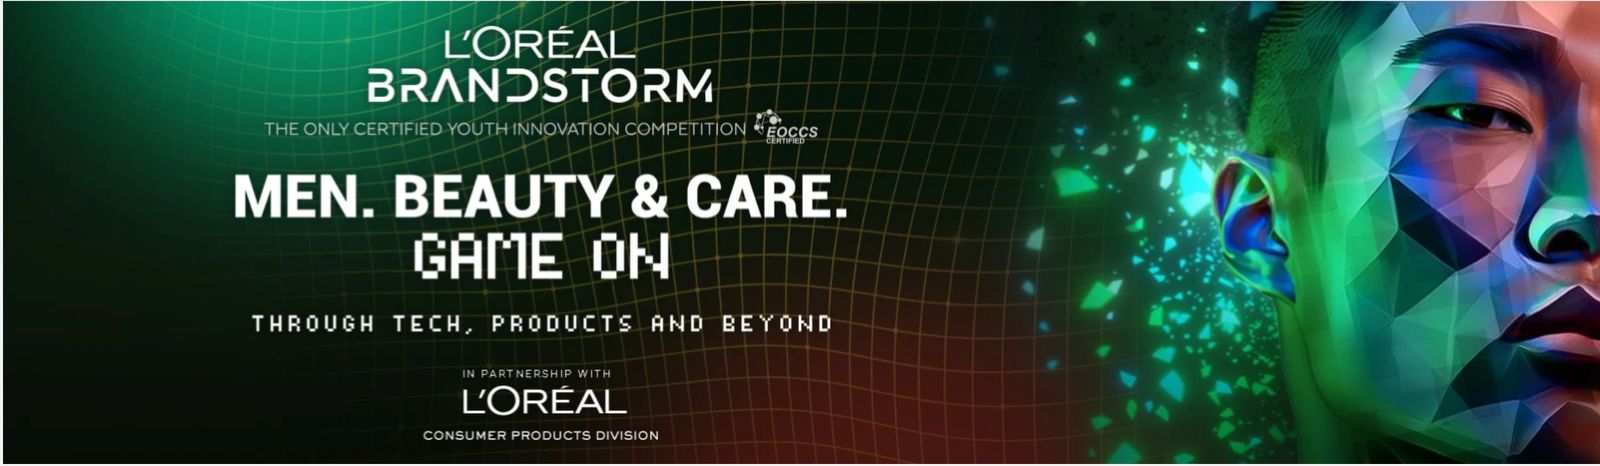 L'ORÉAL
BRANDSTORM
THE ONLY CERTIFIED YOUTH INNOVATION COMPETITION
EOCCS
CERTIFIED
MEN. BEAUTY & CARE.
GAME ON
THROUGH TECH, PRODUCTS AND BEYOND
IN PARTNERSHIP WITH
L'ORÉAL
CONSUMER PRODUCTS DIVISION